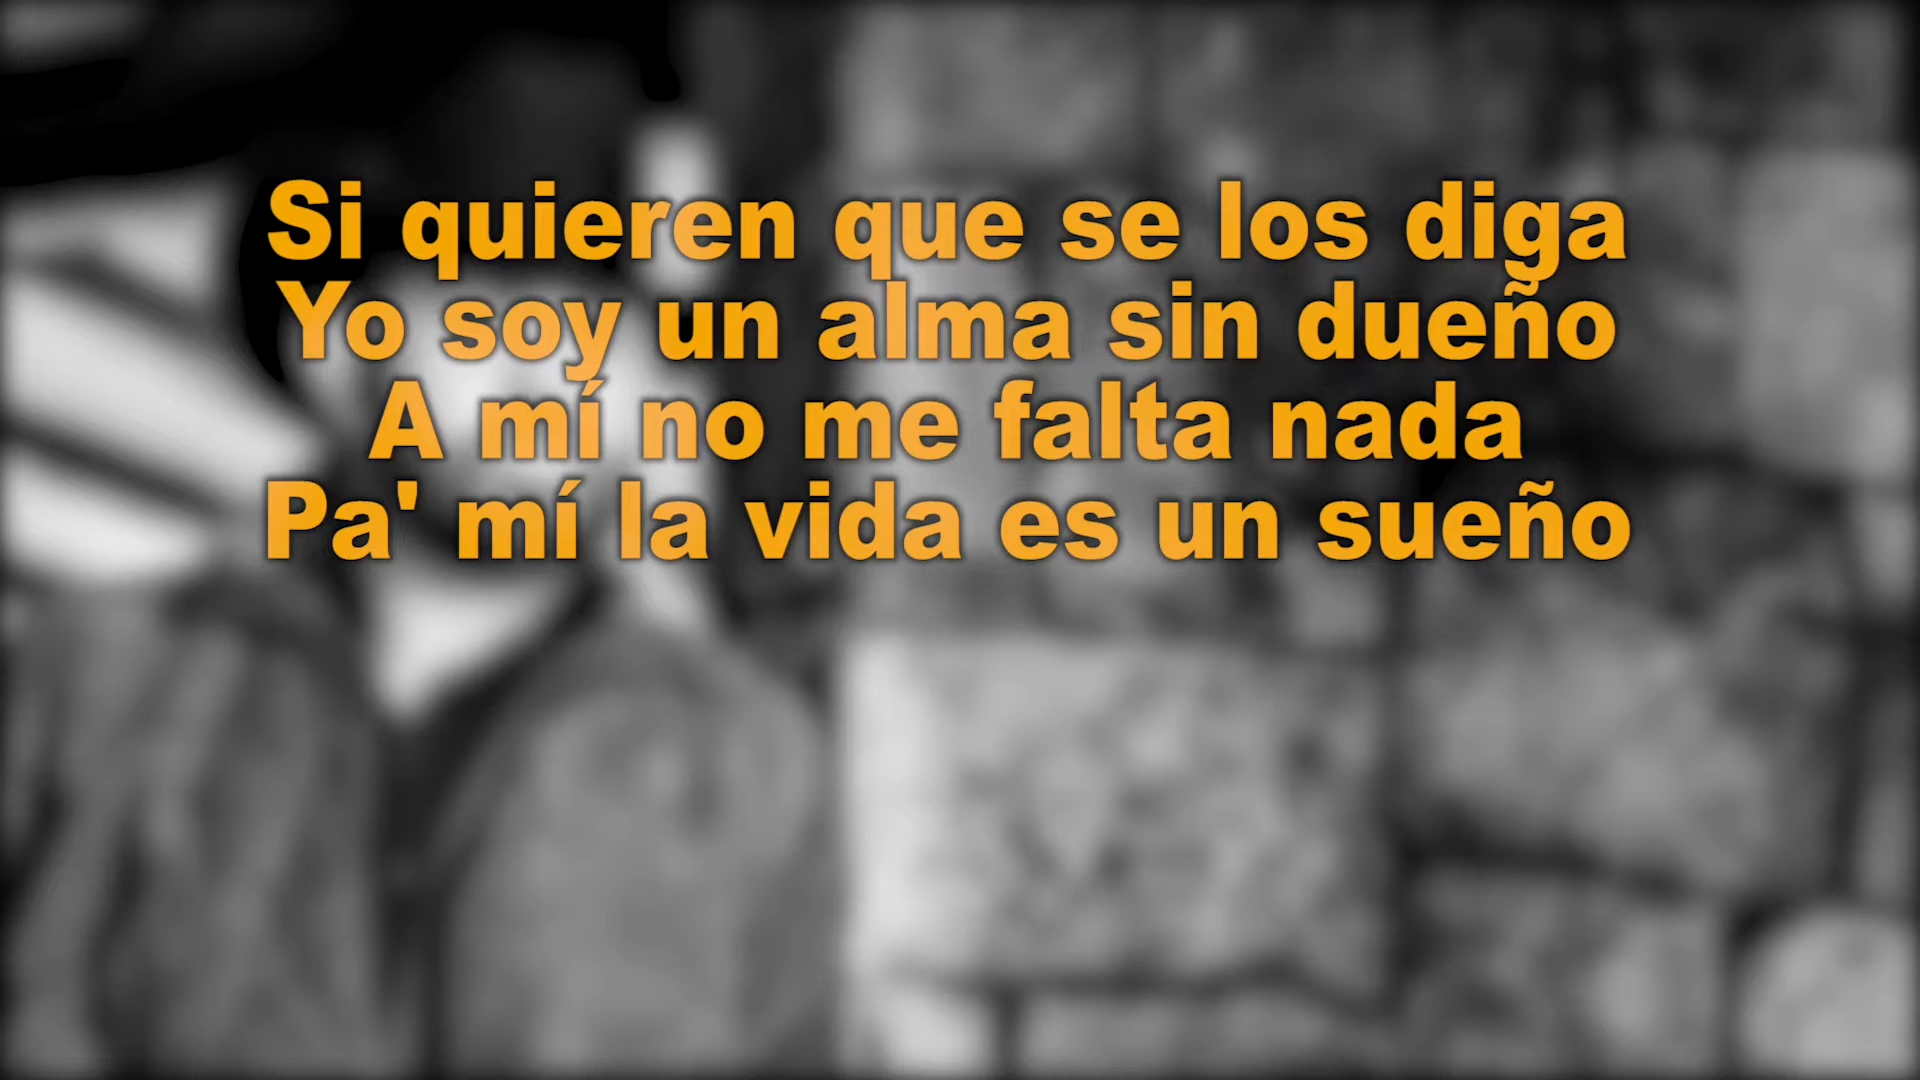 Si quieren que se los diga
Yo soy un alma sin dueño
A mí no me falta nada
Pa' mí la vida es un sueño